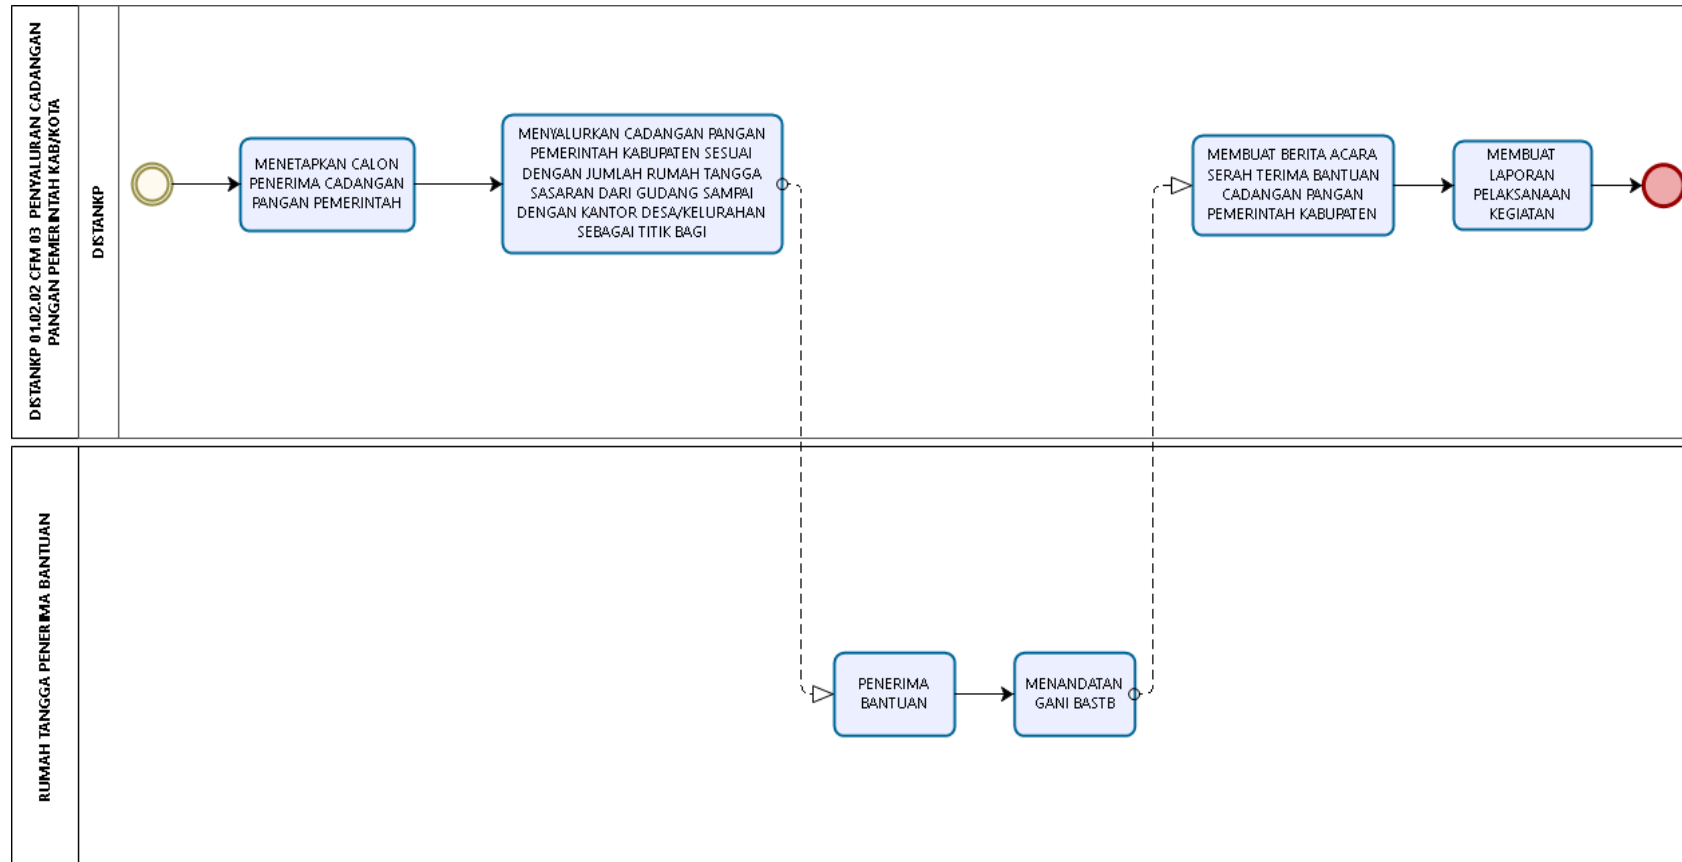 DISTANKP 01.02.02 CFM 03 PENYALURAN CADANGAN
PANGAN PEMERINTAH KAB/KOTA
DISTANKP
MENETAPKAN CALON
PENERIMA CADANGAN
PANGAN PEMERINTAH
MENYALURKAN CADANGAN PANGAN
PEMERINTAH KABUPATEN SESUAI
DENGAN JUMLAH RUMAH TANGGA
SASARAN DARI GUDANG SAMPAI
DENGAN KANTOR DESA/KELURAHAN
SEBAGAI TITIK BAGI
MEMBUAT BERITA ACARA
SERAH TERIMA BANTUAN
CADANGAN PANGAN
PEMERINTAH KABUPATEN
MEMBUAT
LAPORAN
PELAKSANAAN
KEGIATAN
RUMAH TANGGA PENERIMA BANTUAN
PENERIMA
BANTUAN
MENANDATAN
GANI BASTB